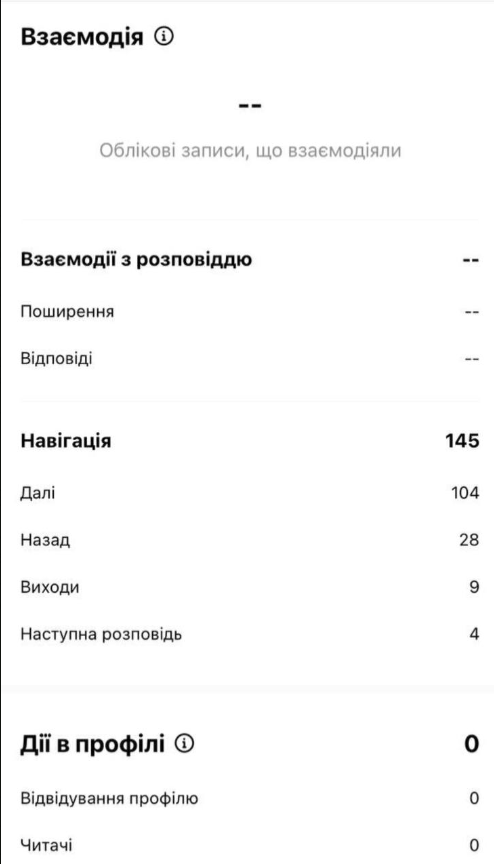 Взаємодія
--
Облікові записи, що взаємодіяли
Взаємодії з розповіддю --
Поширення --
Відповіді --
Навігація 145
Далі 104
Назад 28
Виходи 9
Наступна розповідь 4
Дії в профілі 0
Відвідування профілю 0
Читачі 0